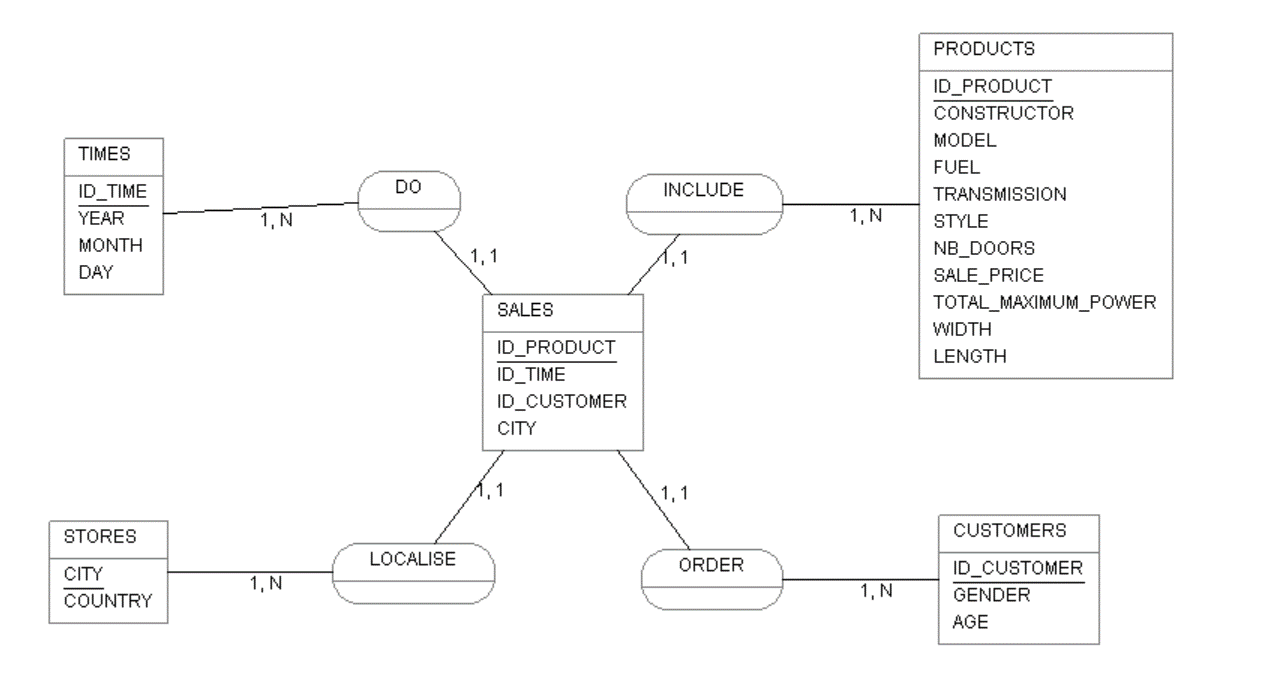 PRODUCTS
ID_PRODUCT
CONSTRUCTOR
MODEL
FUEL
TRANSMISSION
STYLE
NB_DOORS
SALE_PRICE
TOTAL_MAXIMUM_POWER
WIDTH
LENGTH
TIMES
ID_TIME
YEAR
MONTH
DAY
DO
INCLUDE
1, N
1, N
1, 1
1, 1
SALES
ID_PRODUCT
ID_TIME
ID_CUSTOMER
CITY
1, 1
1, 1
STORES
CITY
COUNTRY
LOCALISE
ORDER
1, N
1, N
CUSTOMERS
ID_CUSTOMER
GENDER
AGE